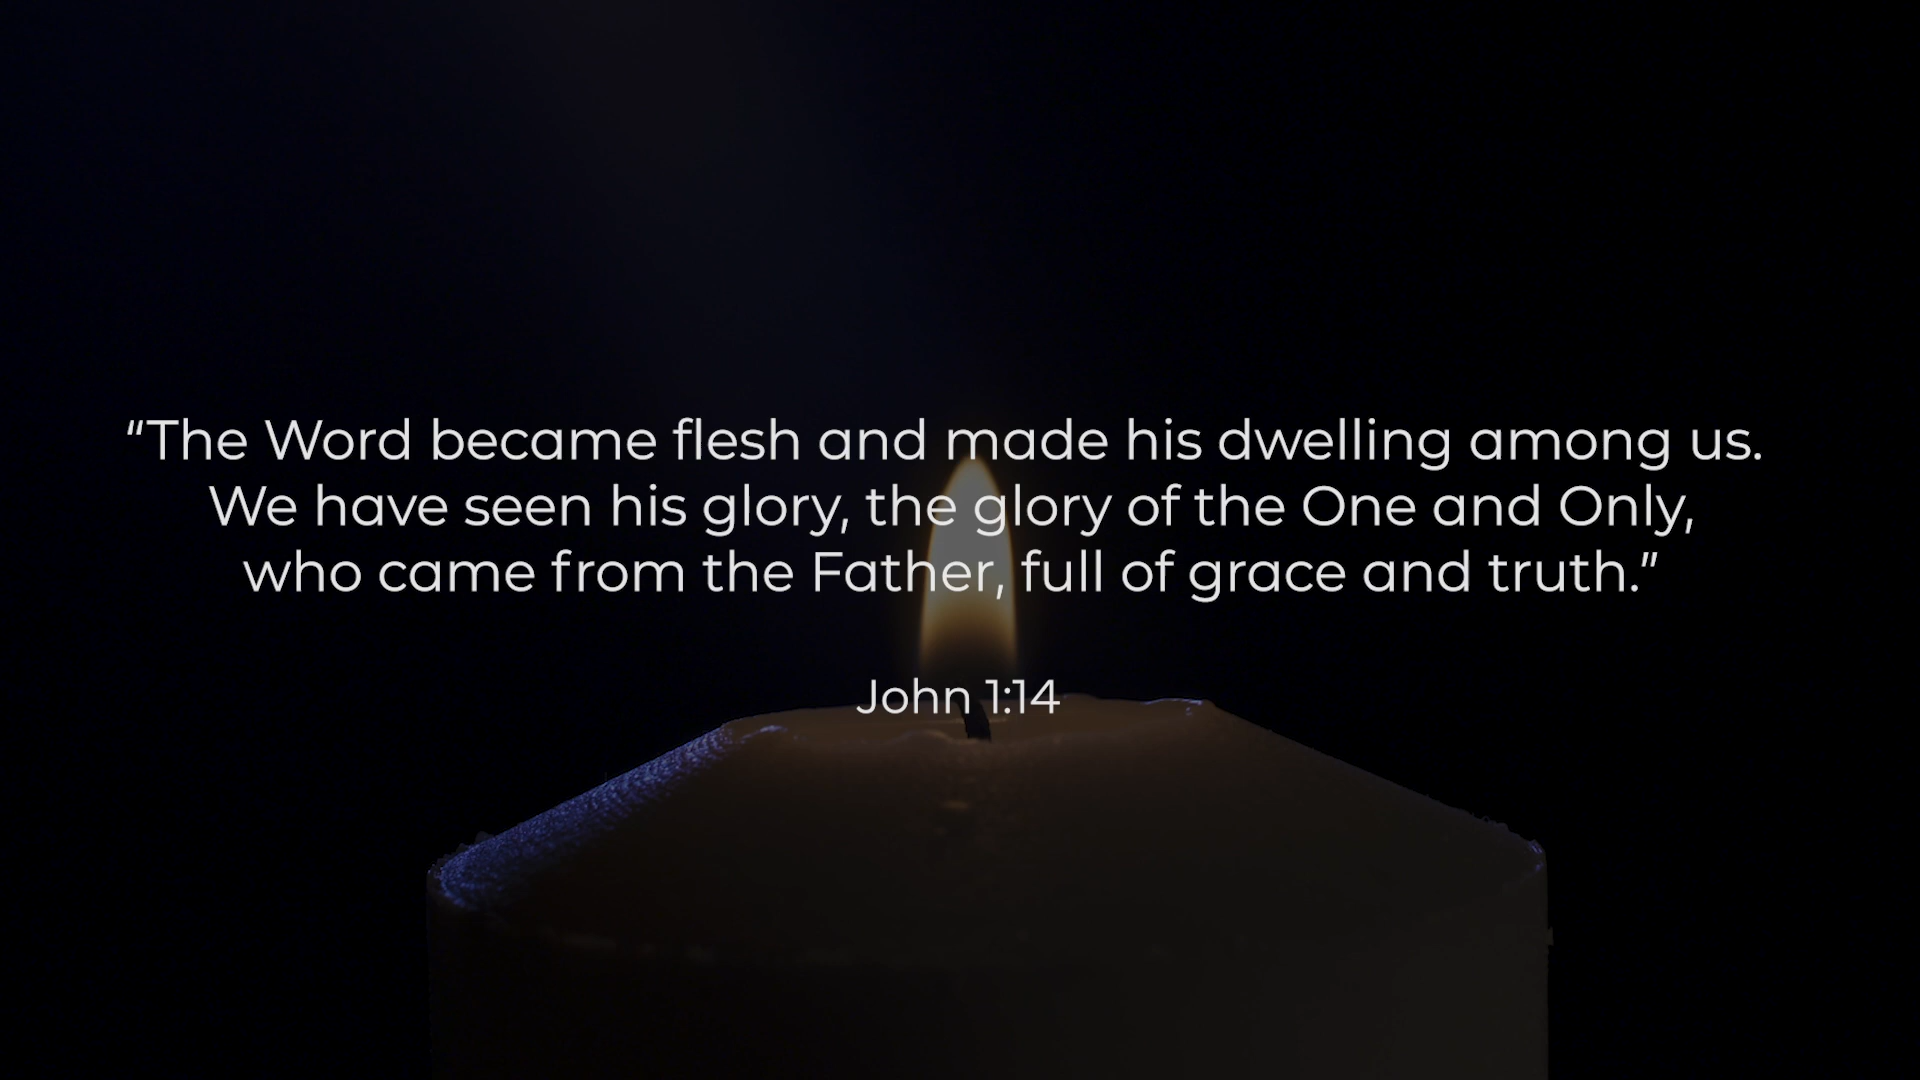 “The Word became flesh and made his dwelling among us.
We have seen his glory, the glory of the One and Only,
who came from the Father, full of grace and truth.”
John 1:14